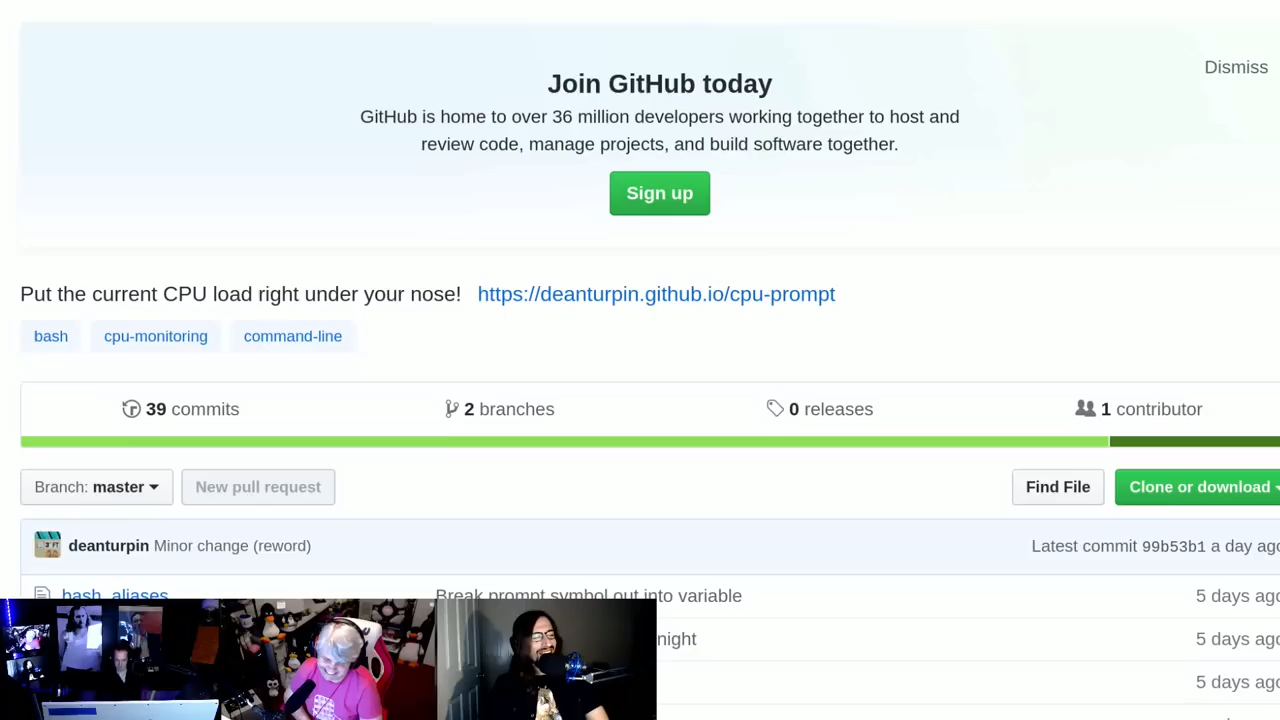 Dismiss
Join GitHub today
GitHub is home to over 36 million developers working together to host and
review code, manage projects, and build software together.
Sign up
Put the current CPU load right under your nose! https://deanturpin.github.io/cpu-prompt
bash cpu-monitoring command-line
39 commits 2 branches 0 releases 1 contributor
Branch: master New pull request Find File Clone or download
deanturpin Minor change (reword) Latest commit 99b53b1 a day ago
bash_aliases Break prompt symbol out into variable 5 days ago
night 5 days ago
5 days ago